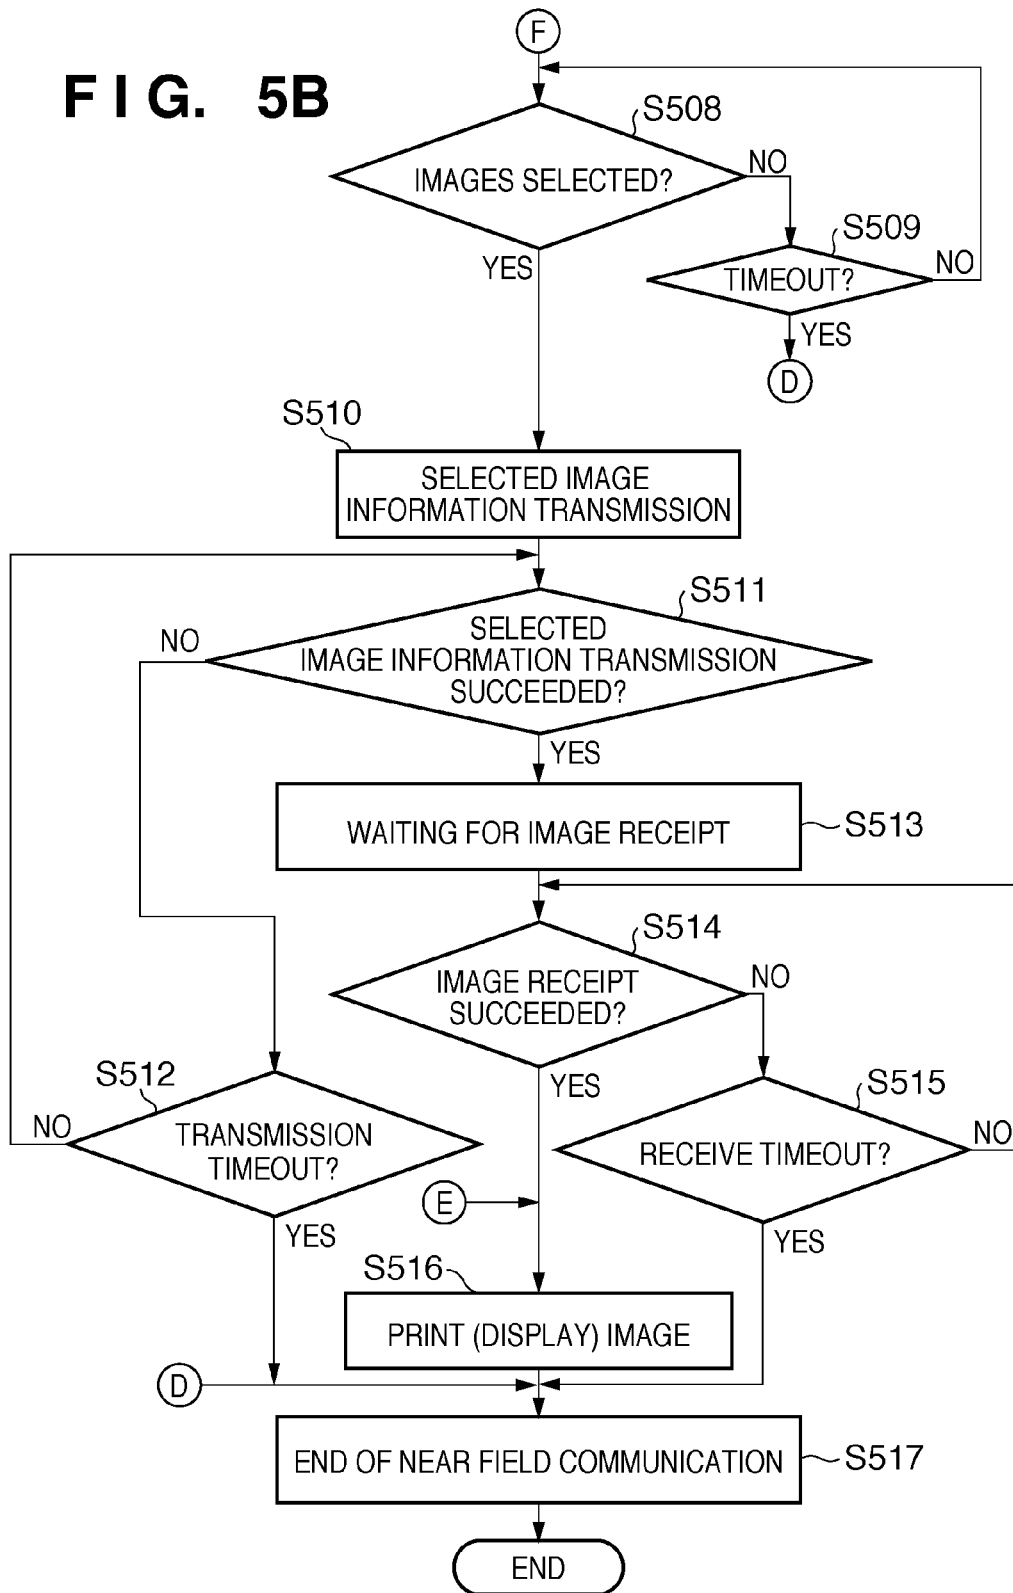 F
FIG. 5B
S508
IMAGES SELECTED?
NO
S509
YES
TIMEOUT?
NO
YES
D
S510
SELECTED IMAGE
INFORMATION TRANSMISSION
S511
NO
SELECTED
IMAGE INFORMATION TRANSMISSION
SUCCEEDED?
YES
WAITING FOR IMAGE RECEIPT
S513
S514
IMAGE RECEIPT
SUCCEEDED?
NO
YES
S512
NO
TRANSMISSION
TIMEOUT?
YES
S515
RECEIVE TIMEOUT?
NO
YES
E
S516
PRINT (DISPLAY) IMAGE
D
END OF NEAR FIELD COMMUNICATION
S517
END